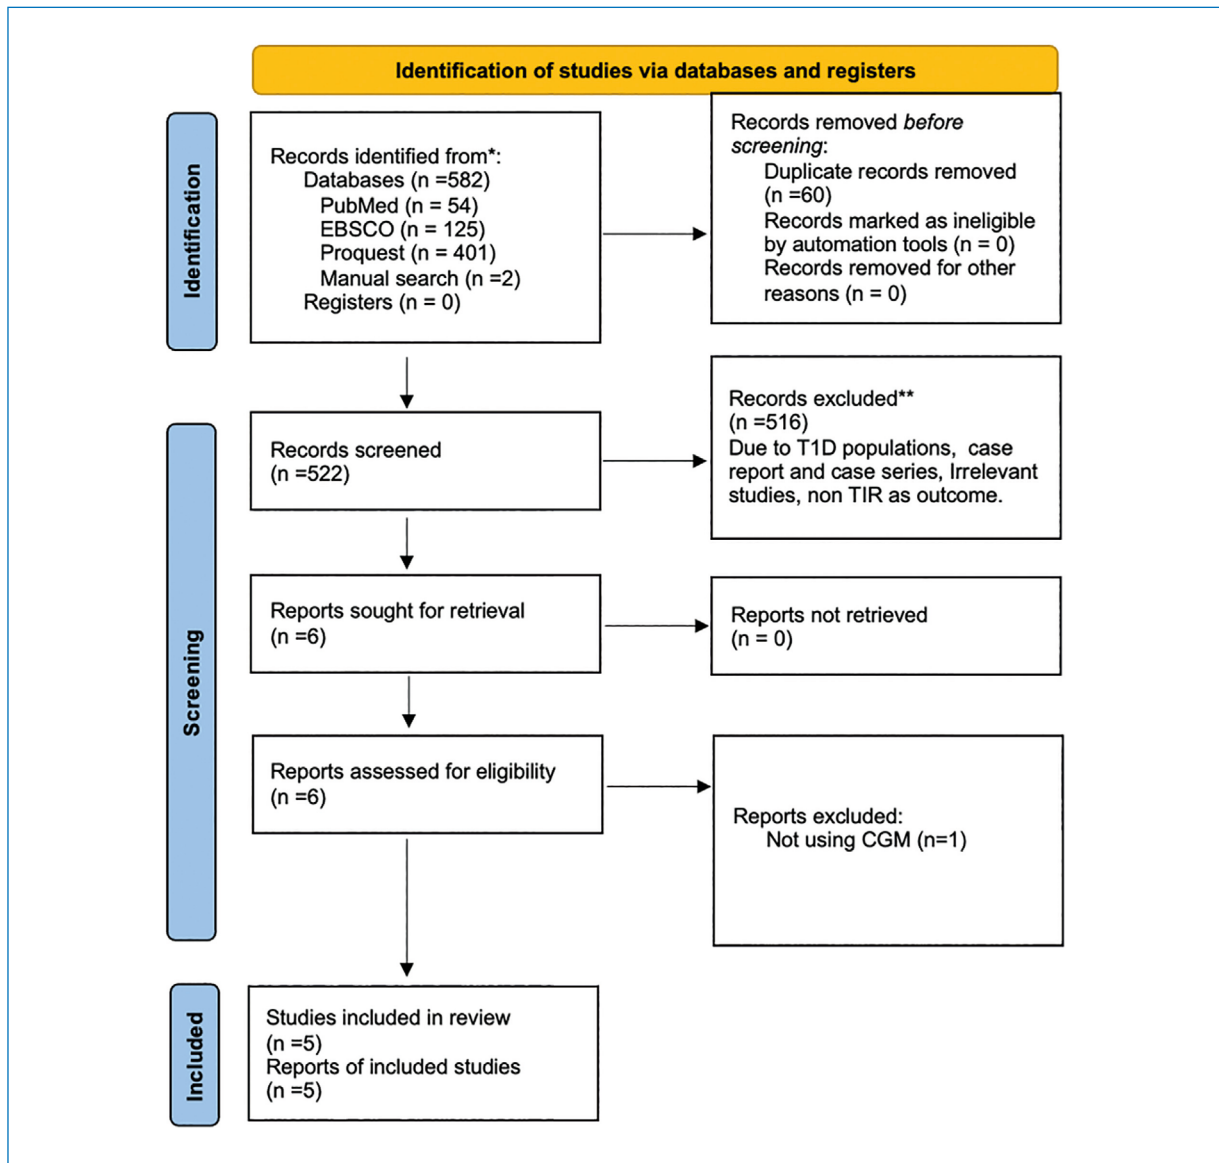 Identification of studies via databases and registers
Identification
Records identified from*:
Databases (n =582)
PubMed (n = 54)
EBSCO (n = 125)
Proquest (n = 401)
Manual search (n =2)
Registers (n = 0)
Records removed before
screening:
Duplicate records removed
(n =60)
Records marked as ineligible
by automation tools (n = 0)
Records removed for other
reasons (n = 0)
Screening
Records screened
(n =522)
Records excluded**
(n =516)
Due to T1D populations, case
report and case series, Irrelevant
studies, non TIR as outcome.
Reports sought for retrieval
(n =6)
Reports not retrieved
(n = 0)
Reports assessed for eligibility
(n =6)
Reports excluded:
Not using CGM (n=1)
Included
Studies included in review
(n =5)
Reports of included studies
(n =5)